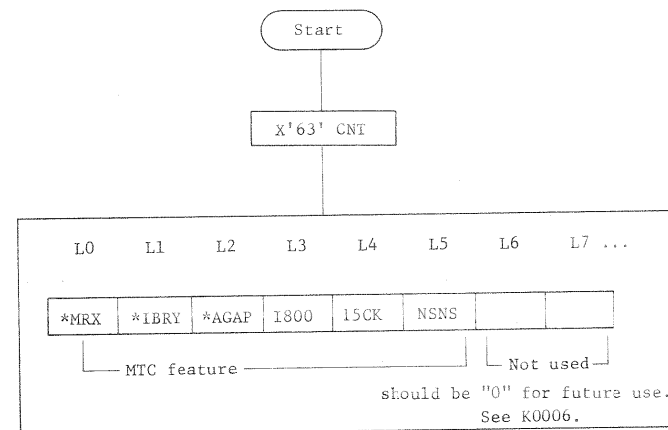 Start
X'63' CNT
L0 L1 L2 L3 L4 L5 L6 L7 ...
*MRX *IBRY *AGAP I800 15CK NSNS
MTC feature Not used
should be "0" for future use.
See K0006.